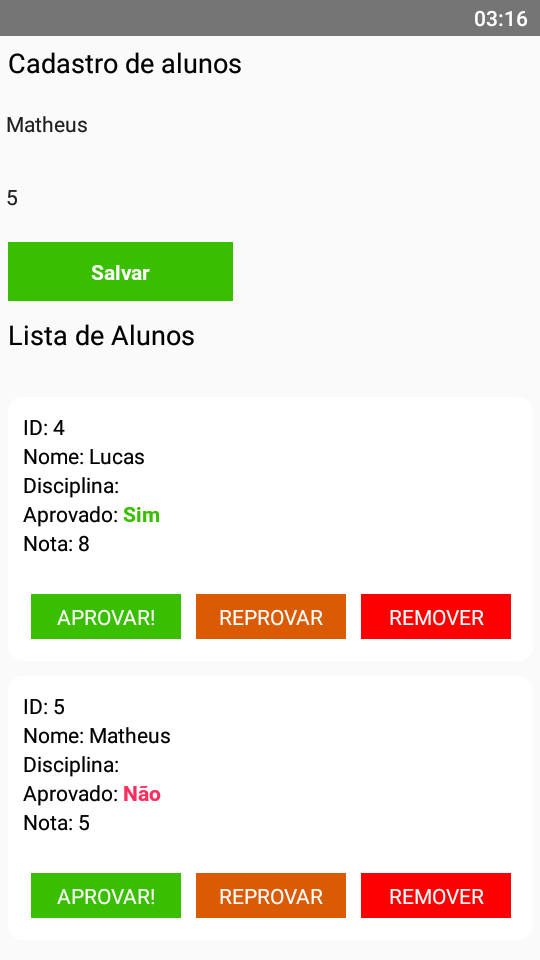 03:16
Cadastro de alunos
Matheus
5
Salvar
Lista de Alunos
ID: 4
Nome: Lucas
Disciplina:
Aprovado: Sim
Nota: 8
APROVAR! REPROVAR REMOVER
ID: 5
Nome: Matheus
Disciplina:
Aprovado: Não
Nota: 5
APROVAR! REPROVAR REMOVER